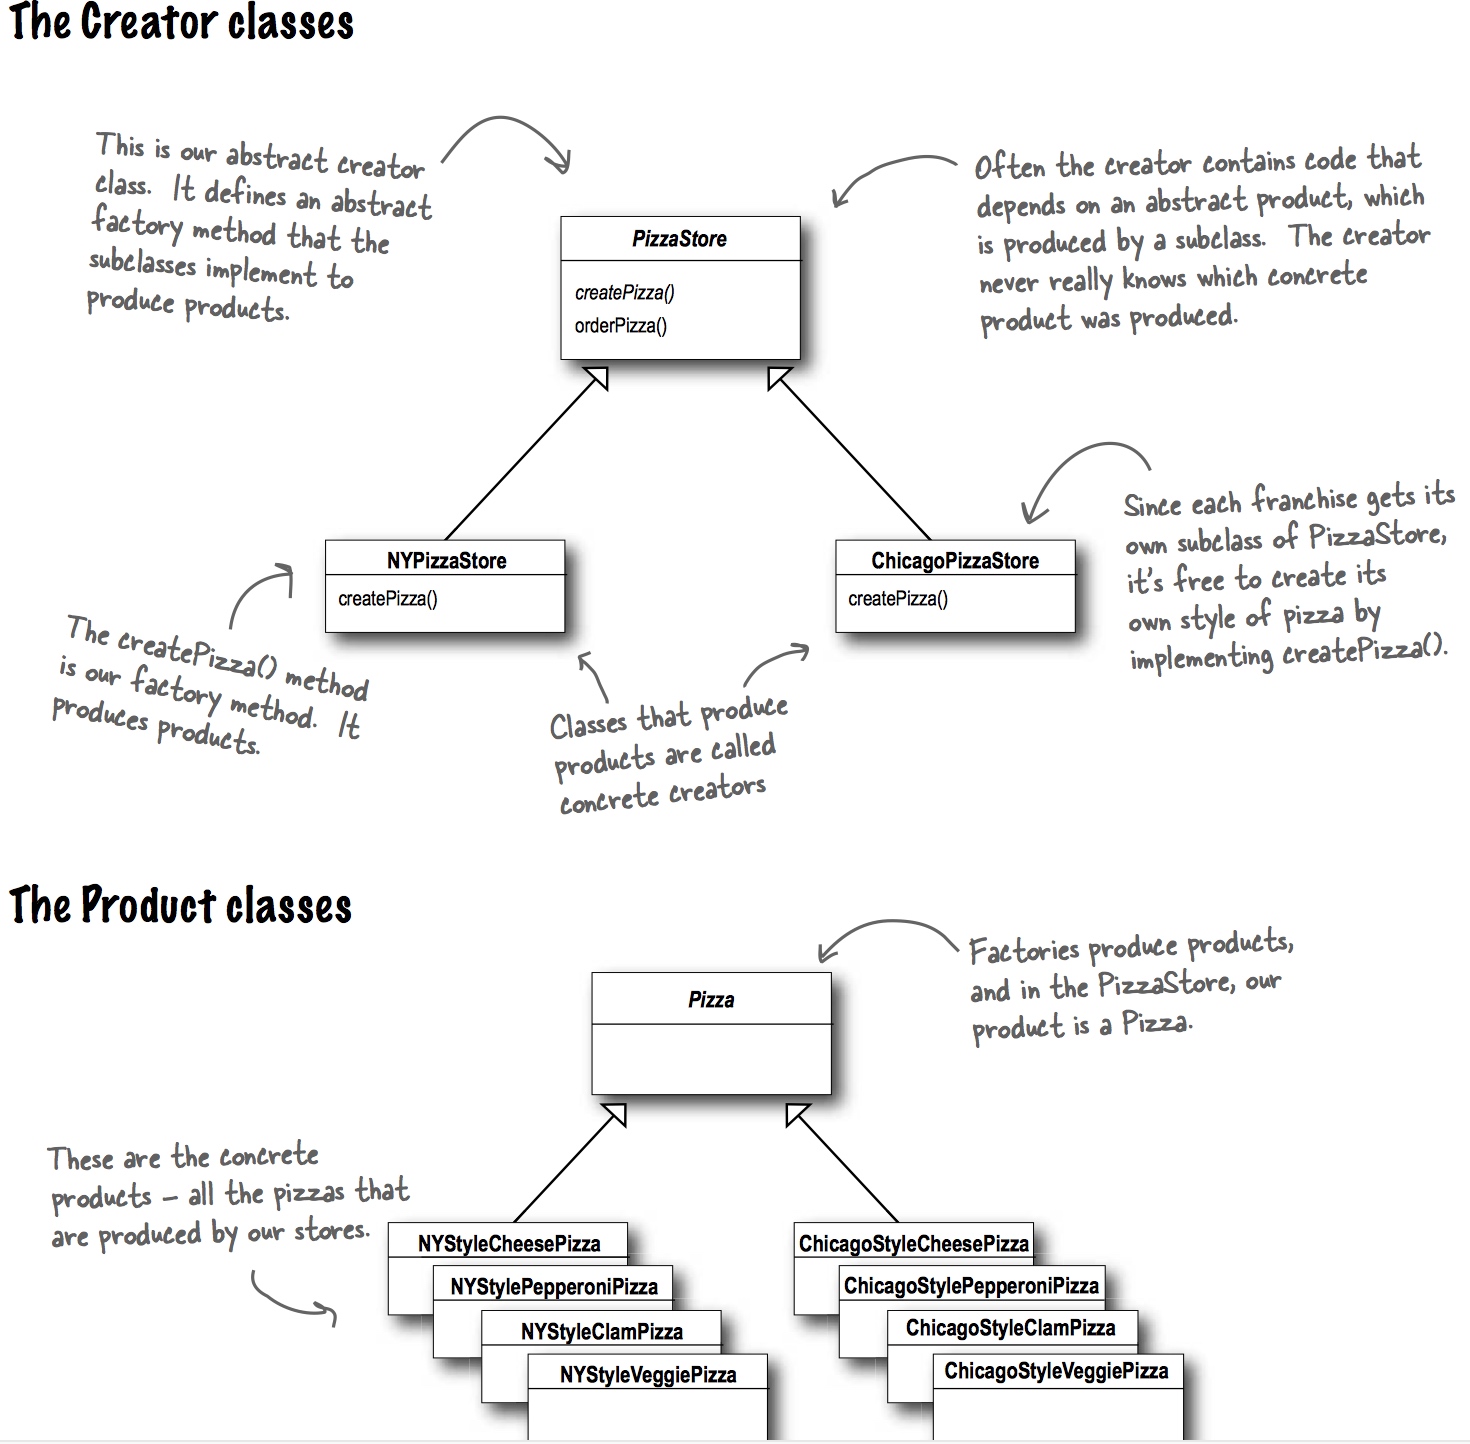 The Creator classes
This is our abstract creator
class. It defines an abstract
factory method that the
subclasses implement to
produce products.
Often the creator contains code that
depends on an abstract product, which
is produced by a subclass. The creator
never really knows which concrete
product was produced.
PizzaStore
createPizza()
orderPizza()
NYPizzaStore
createPizza()
ChicagoPizzaStore
createPizza()
Since each franchise gets its
own subclass of PizzaStore,
it's free to create its
own style of pizza by
implementing createPizza().
The createPizza() method
is our factory method. It
produces products.
Classes that produce
products are called
concrete creators
The Product classes
Pizza
Factories produce products,
and in the PizzaStore, our
product is a Pizza.
These are the concrete
products – all the pizzas that
are produced by our stores.
NYStyleCheesePizza
NYStylePepperoniPizza
NYStyleClamPizza
NYStyleVeggiePizza
ChicagoStyleCheesePizza
ChicagoStylePepperoniPizza
ChicagoStyleClamPizza
ChicagoStyleVeggiePizza